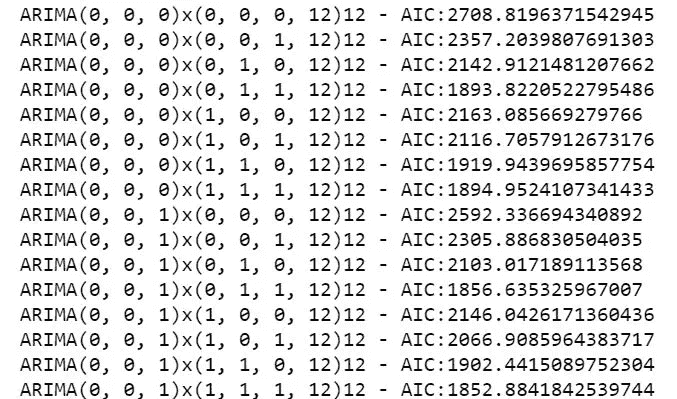 ARIMA(0, 0, 0)x(0, 0, 0, 12)12 - AIC:2708.8196371542945
ARIMA(0, 0, 0)x(0, 0, 1, 12)12 - AIC:2357.2039807691303
ARIMA(0, 0, 0)x(0, 1, 0, 12)12 - AIC:2142.9121481207662
ARIMA(0, 0, 0)x(0, 1, 1, 12)12 - AIC:1893.8220522795486
ARIMA(0, 0, 0)x(1, 0, 0, 12)12 - AIC:2163.085669279766
ARIMA(0, 0, 0)x(1, 0, 1, 12)12 - AIC:2116.7057912673176
ARIMA(0, 0, 0)x(1, 1, 0, 12)12 - AIC:1919.9439695857754
ARIMA(0, 0, 0)x(1, 1, 1, 12)12 - AIC:1894.9524107341433
ARIMA(0, 0, 1)x(0, 0, 0, 12)12 - AIC:2592.336694340892
ARIMA(0, 0, 1)x(0, 0, 1, 12)12 - AIC:2305.886830504035
ARIMA(0, 0, 1)x(0, 1, 0, 12)12 - AIC:2103.017189113568
ARIMA(0, 0, 1)x(0, 1, 1, 12)12 - AIC:1856.635325967007
ARIMA(0, 0, 1)x(1, 0, 0, 12)12 - AIC:2146.0426171360436
ARIMA(0, 0, 1)x(1, 0, 1, 12)12 - AIC:2066.9085964383717
ARIMA(0, 0, 1)x(1, 1, 0, 12)12 - AIC:1902.4415089752304
ARIMA(0, 0, 1)x(1, 1, 1, 12)12 - AIC:1852.8841842539744